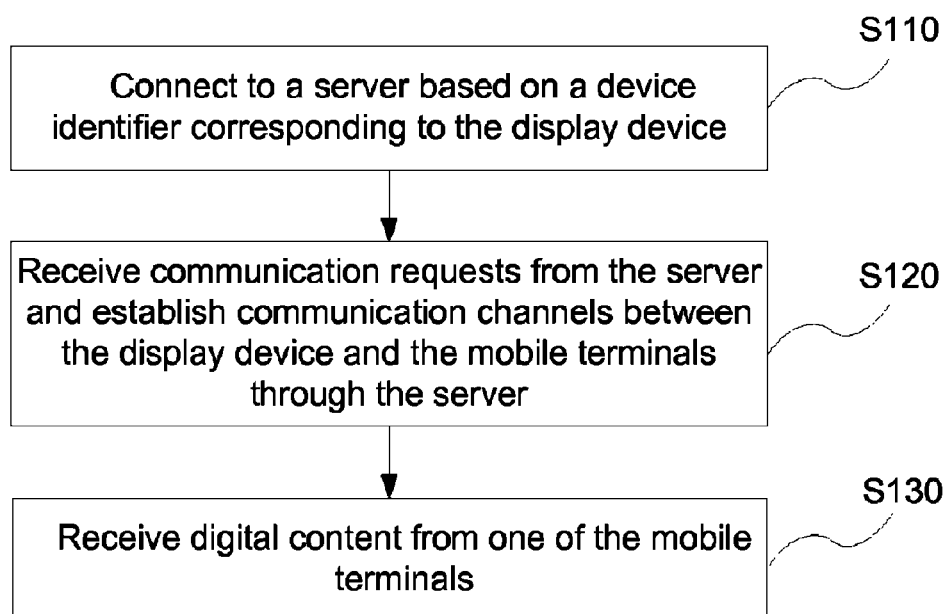 S110
Connect to a server based on a device
identifier corresponding to the display device
S120
Receive communication requests from the server
and establish communication channels between
the display device and the mobile terminals
through the server
S130
Receive digital content from one of the mobile
terminals